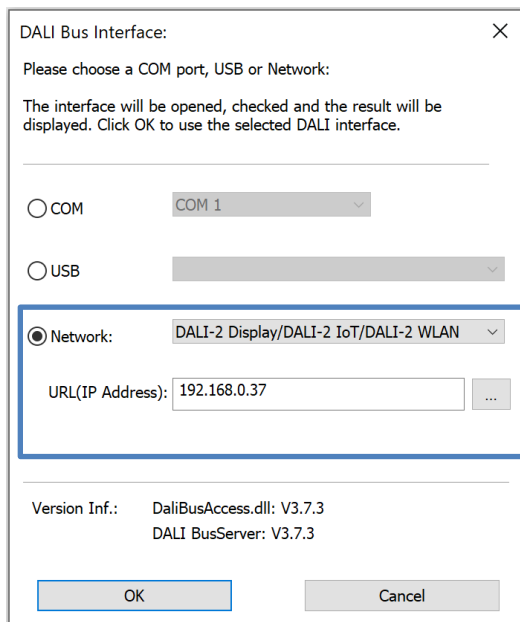 DALI Bus Interface:
Please choose a COM port, USB or Network:
The interface will be opened, checked and the result will be
displayed. Click OK to use the selected DALI interface.
COM
COM 1
USB
Network:
DALI-2 Display/DALI-2 IoT/DALI-2 WLAN
URL(IP Address):
192.168.0.37
...
Version Inf.:
DaliBusAccess.dll: V3.7.3
DALI BusServer: V3.7.3
OK
Cancel